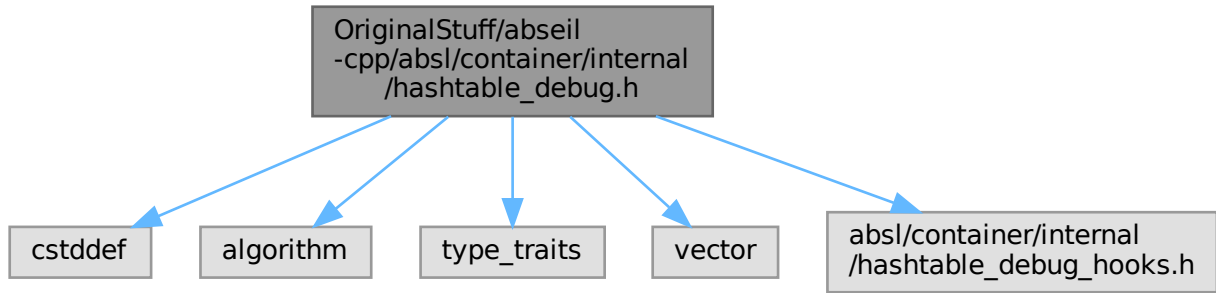 OriginalStuff/abseil
-cpp/absl/container/internal
/hashtable_debug.h
cstddef
algorithm
type_traits
vector
absl/container/internal
/hashtable_debug_hooks.h